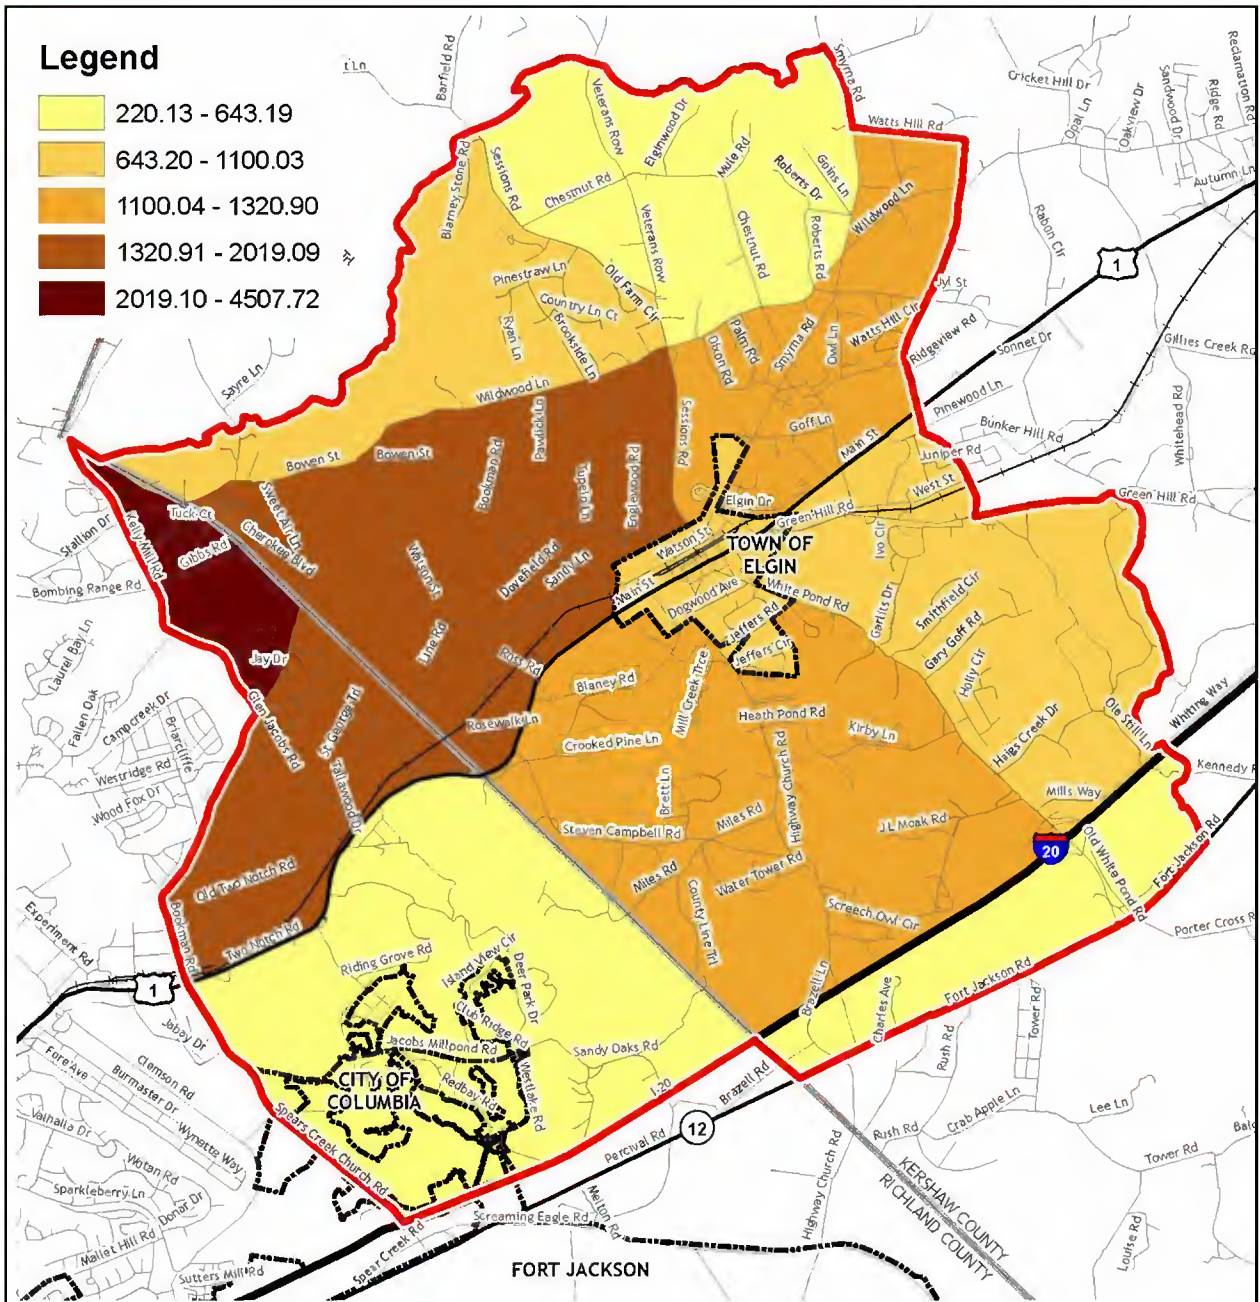 Legend
220.13 - 643.19
643.20 - 1100.03
1100.04 - 1320.90
1320.91 - 2019.09
2019.10 - 4507.72
Barfield Rd
Smyrna Rd
Cricket Hill Dr
Opal Ln
Oakview Dr
Sandwood Dr
Ridge Rd
Reclamation Rd
Autumn Ln
Watts Hill Rd
Veterans Row
Elginwood Dr
Mule Rd
Roberts Dr
Goins Ln
Wildwood Ln
Blarney Stone Rd
Sessions Rd
Chestnut Rd
Veterans Row
Chestnut Rd
Roberts Rd
Rabon Cir
1
Pinestraw Ln
Old Farm Cir
Country Ln Ct
Ryan Ln
Brookside Ln
Jyl St
Dixon Rd
Palm Rd
Smyrna Rd
Owl Ln
Watts Hill Cir
Ridgeview Rd
Sonnet Dr
Gillies Creek Rd
Sayre Ln
Wildwood Ln
Pawlick Ln
Sessions Rd
Goff Ln
Main St
Pinewood Ln
Bunker Hill Rd
Whitehead Rd
Juniper Rd
West St
Green Hill Rd
Bowen St
Bowen St
Bookman Rd
Tupelo Ln
Englewood Rd
Elgin Dr
Green Hill Rd
Stallion Dr
Kelly Mill Rd
Tuck Ct
Gibbs Rd
Sweet Air Ln
Cherokee Blvd
Watson St
Dovefield Rd
Sandy Ln
Watson St
TOWN OF
ELGIN
Ivo Cir
Bombing Range Rd
Main St
Dogwood Ave
White Pond Rd
Garlits Dr
Smithfield Cir
Gary Goff Rd
Jeffers Rd
Jeffers Cir
Holly Cir
Laurel Bay Ln
Line Rd
Ross Rd
Jay Dr
Blaney Rd
Mill Creek Trce
Fallen Oak
Campcreek Dr
Briarcliffe
Glen Jacobs Rd
St George Trl
Rosewalk Ln
Crooked Pine Ln
Heath Pond Rd
Kirby Ln
Haigs Creek Dr
Ole Still Ln
Whiting Way
Westridge Rd
Wood Fox Dr
Tallawood Dr
Brett Ln
Highway Church Rd
Mills Way
Kennedy R
Steven Campbell Rd
Miles Rd
J L Moak Rd
20
Old White Pond Rd
Fort Jackson Rd
Old Two Notch Rd
Miles Rd
Water Tower Rd
County Line Trl
Screech Owl Cir
Porter Cross R
Experiment Rd
Bookman Rd
Two Notch Rd
1
Riding Grove Rd
Island View Cir
Deer Park Dr
Brazell Ln
Charles Ave
Fort Jackson Rd
Tower Rd
Jabay Dr
Club Ridge Rd
Jacobs Millpond Rd
Sandy Oaks Rd
Rush Rd
Fore Ave
Clemson Rd
Burmaster Dr
Wynette Way
Valhalla Dr
CITY OF
COLUMBIA
Redbay Rd
Westlake Rd
I-20
Brazell Rd
12
Percival Rd
Crab Apple Ln
Lee Ln
Rush Rd
Tower Rd
Spears Creek Church Rd
Wotan Rd
Sparkleberry Ln
Donar Dr
Mallet Hill Rd
Sutters Mill Rd
Spear Creek Rd
Screaming Eagle Rd
Melton Rd
Highway Church Rd
KERSHAW COUNTY
RICHLAND COUNTY
Louise Rd
FORT JACKSON